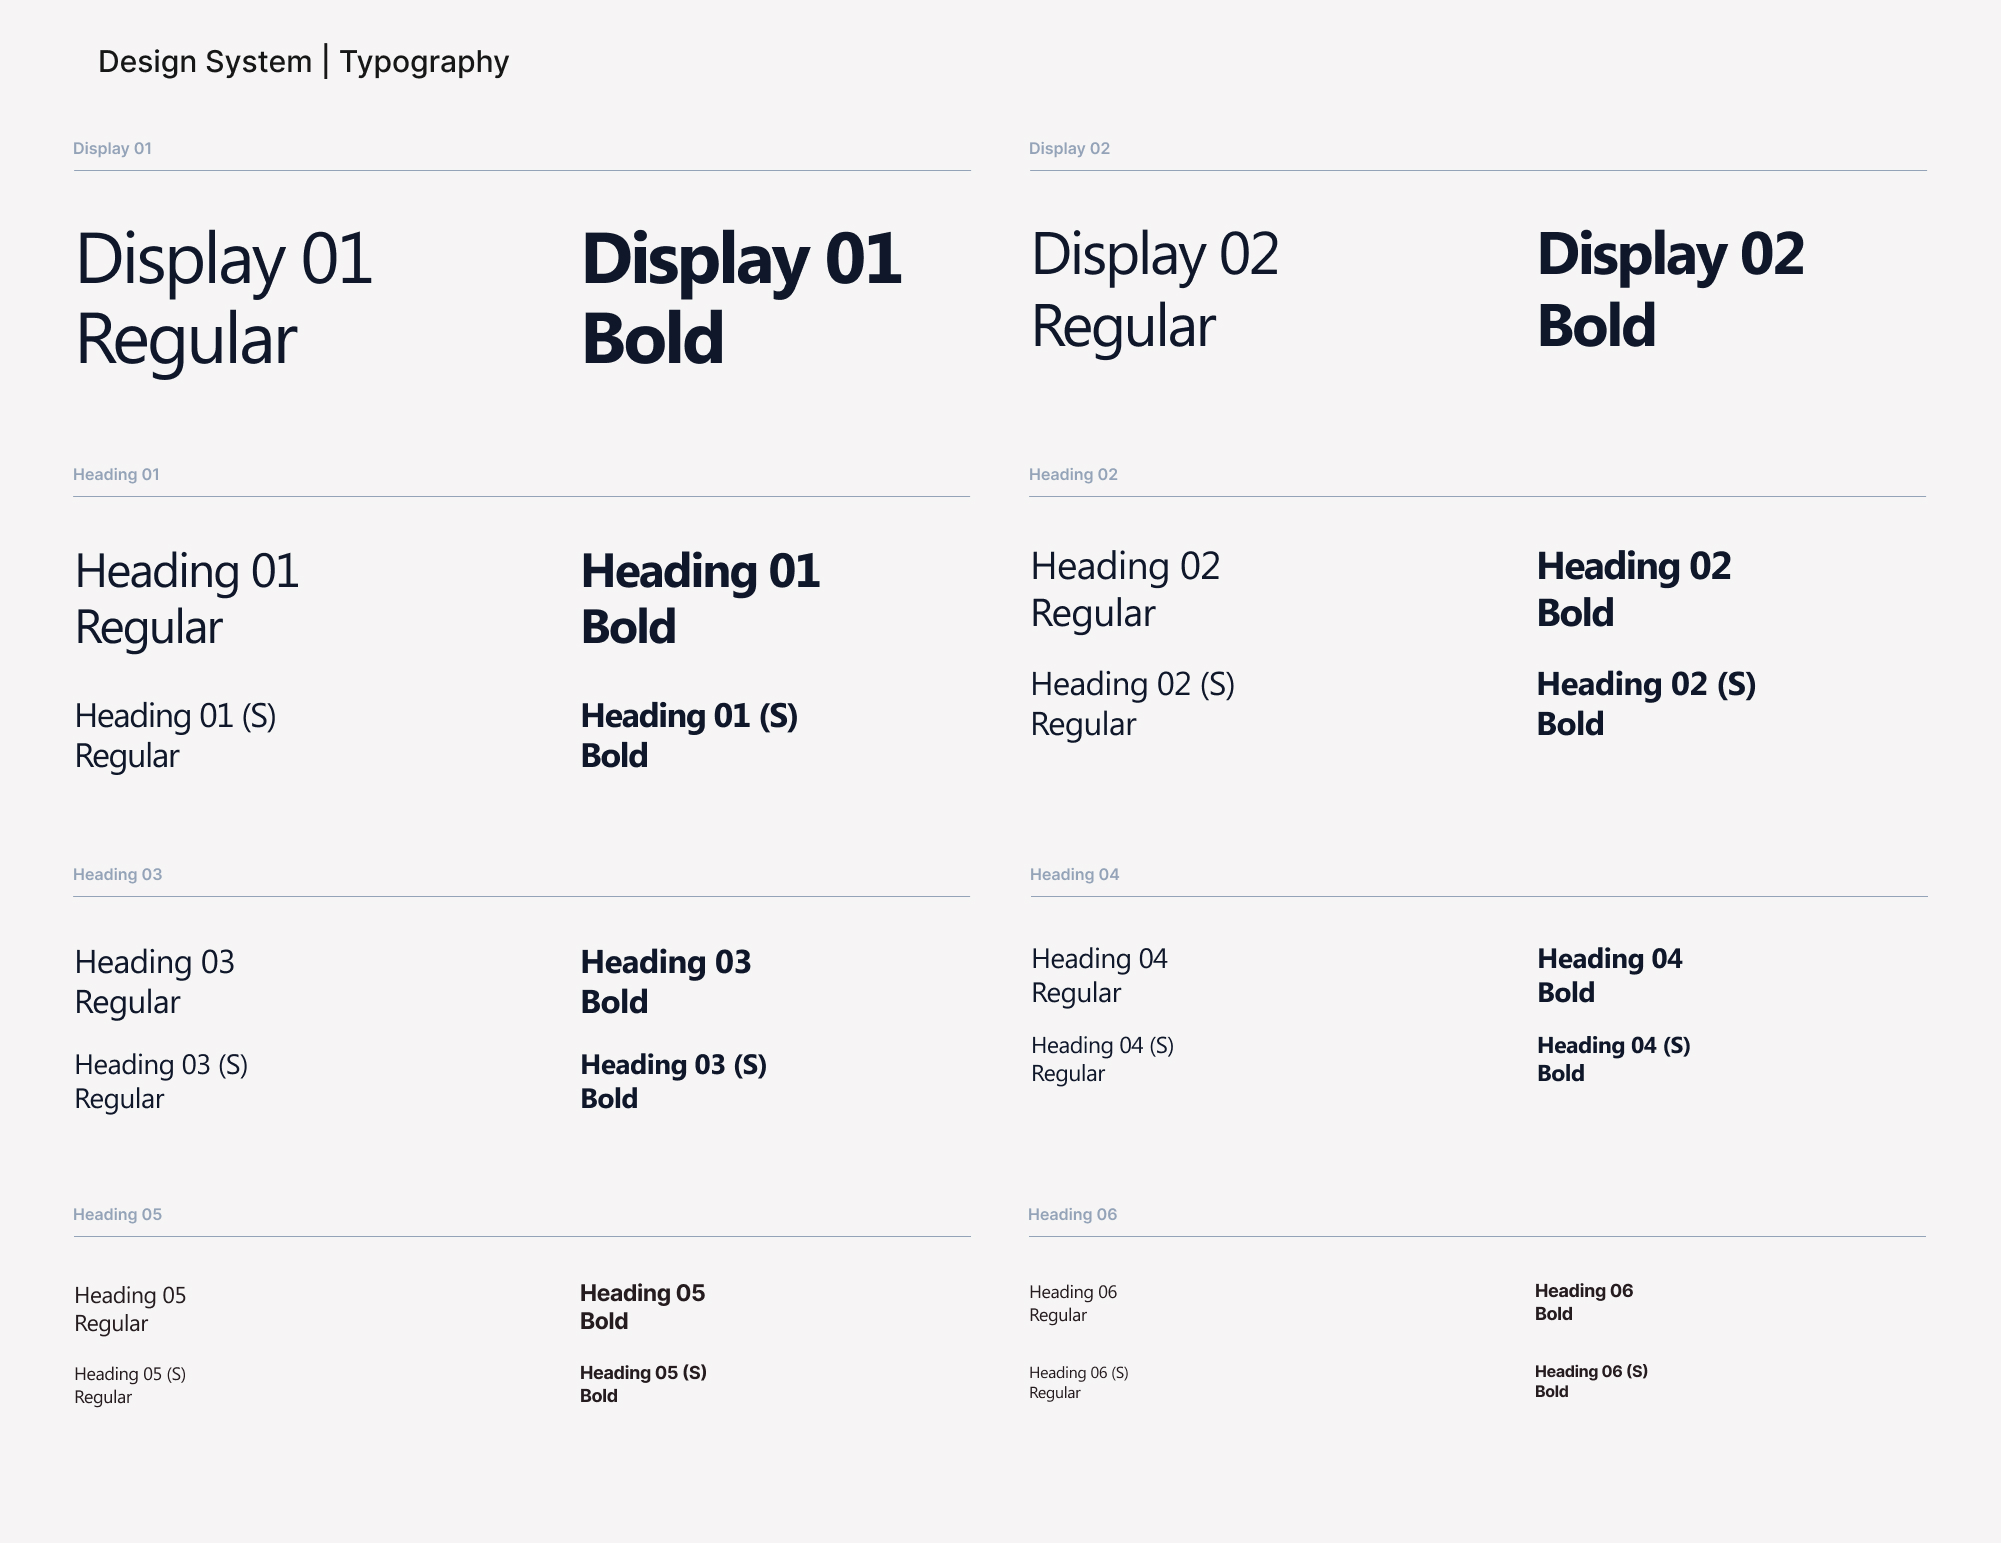 Design System | Typography
Display 01
Display 01
Regular
Display 01
Bold
Display 02
Display 02
Regular
Display 02
Bold
Heading 01
Heading 01
Regular
Heading 01
Bold
Heading 01 (S)
Regular
Heading 01 (S)
Bold
Heading 02
Heading 02
Regular
Heading 02
Bold
Heading 02 (S)
Regular
Heading 02 (S)
Bold
Heading 03
Heading 03
Regular
Heading 03
Bold
Heading 03 (S)
Regular
Heading 03 (S)
Bold
Heading 04
Heading 04
Regular
Heading 04
Bold
Heading 04 (S)
Regular
Heading 04 (S)
Bold
Heading 05
Heading 05
Regular
Heading 05
Bold
Heading 05 (S)
Regular
Heading 05 (S)
Bold
Heading 06
Heading 06
Regular
Heading 06
Bold
Heading 06 (S)
Regular
Heading 06 (S)
Bold